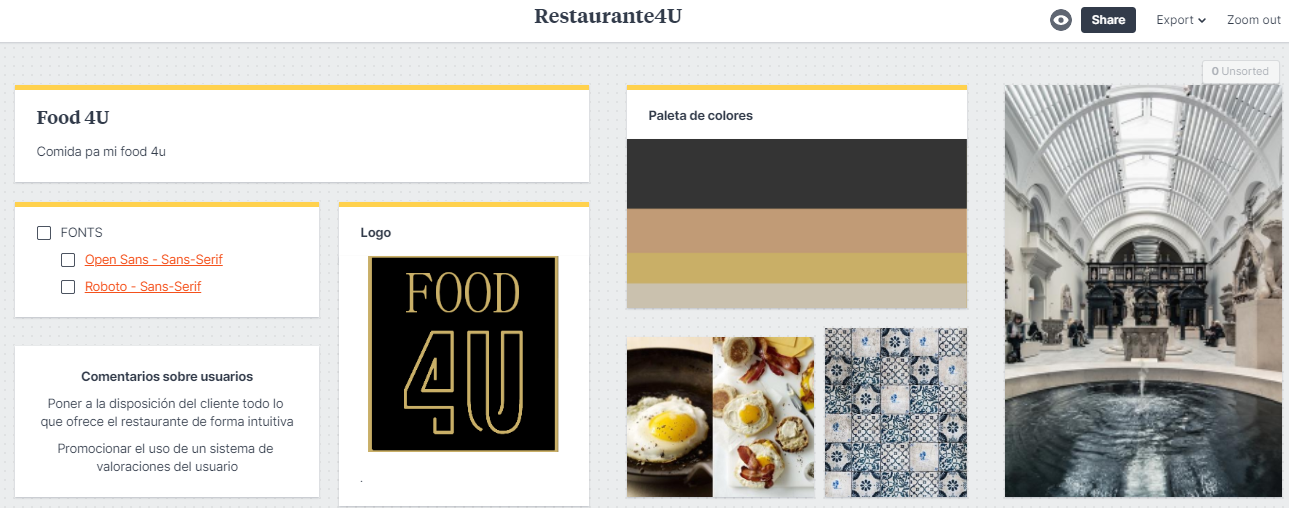 Restaurante4U
Share
Export
Zoom out
0 Unsorted
Food 4U
Comida pa mi food 4u
FONTS
Open Sans - Sans-Serif
Roboto - Sans-Serif
Comentarios sobre usuarios
Poner a la disposición del cliente todo lo
que ofrece el restaurante de forma intuitiva
Promocionar el uso de un sistema de
valoraciones del usuario
Logo
FOOD
4U
.
Paleta de colores